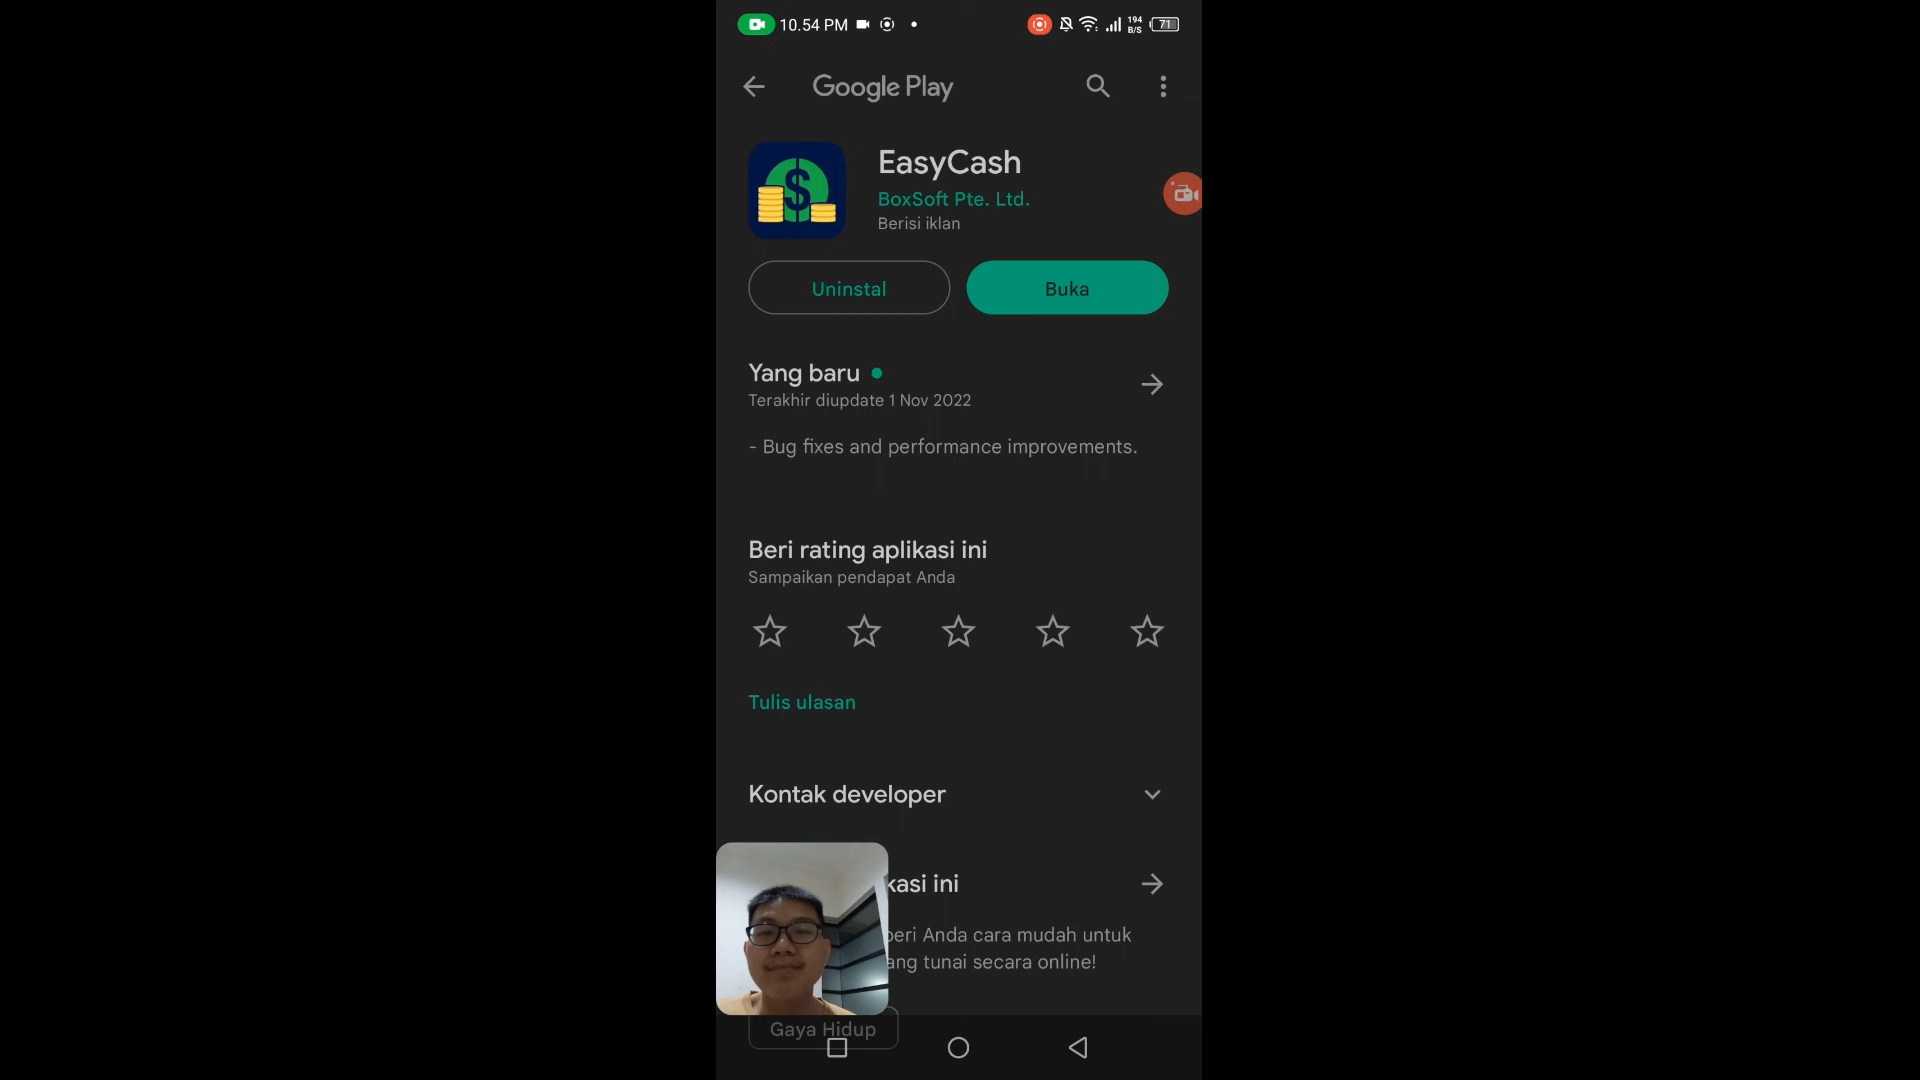 10.54 PM
194
B/S
71
Google Play
EasyCash
BoxSoft Pte. Ltd.
Berisi iklan
Uninstal
Buka
Yang baru
Terakhir diupdate 1 Nov 2022
- Bug fixes and performance improvements.
Beri rating aplikasi ini
Sampaikan pendapat Anda
Tulis ulasan
Kontak developer
kasi ini
beri Anda cara mudah untuk
ang tunai secara online!
Gaya Hidup